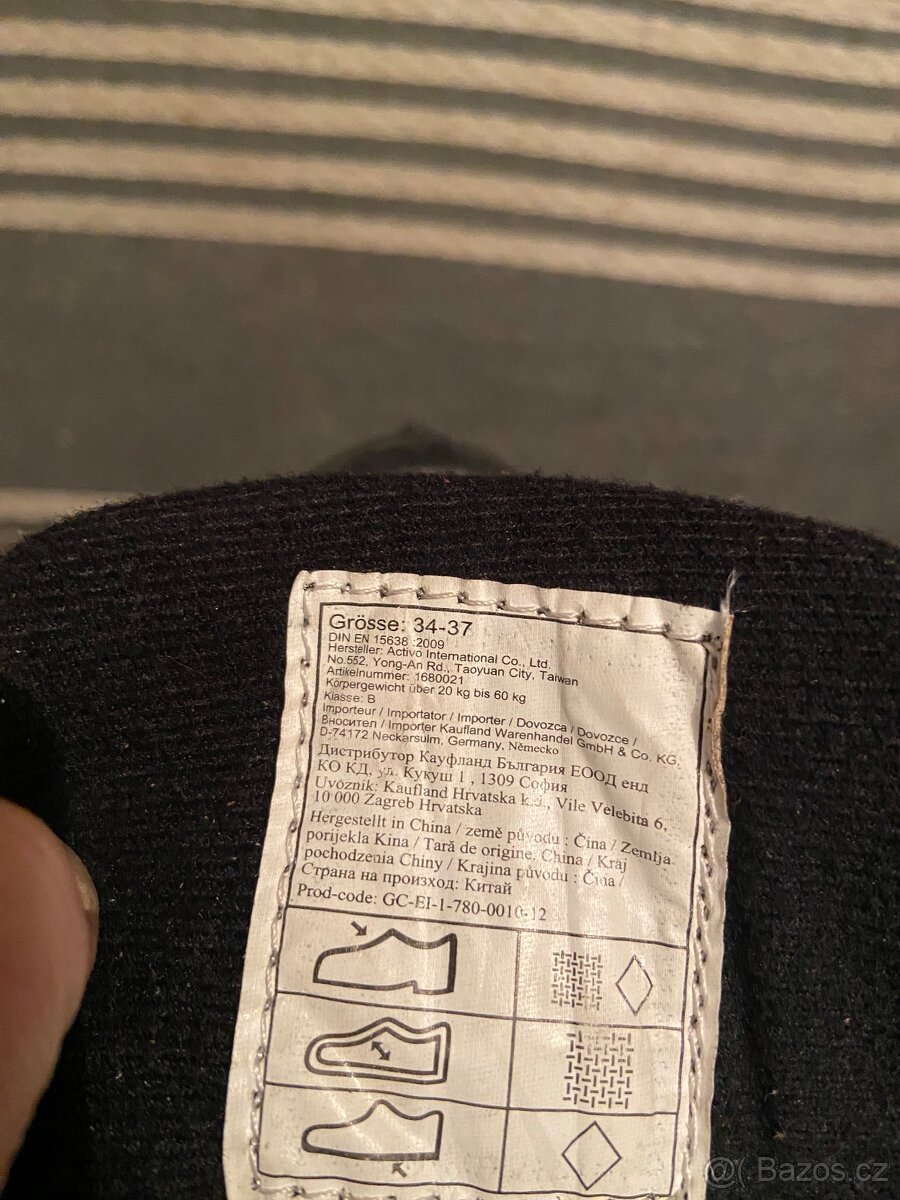 Grösse: 34-37
DIN EN 15638 :2009
Hersteller: Activo International Co., Ltd.
No.552, Yong-An Rd., Taoyuan City, Taiwan
Artikelnummer: 1680021
Körpergewicht über 20 kg bis 60 kg
Klasse: B
Importeur / Importator / Importer / Dovozca / Dovozce /
Вносител / Importer Kaufland Warenhandel GmbH & Co. KG,
D-74172 Neckarsulm, Germany, Německo
Дистрибутор Кауфланд България ЕООД енд
КО КД, ул. Кукуш 1 , 1309 София
Uvoznik: Kaufland Hrvatska k.d., Vile Velebita 6,
10 000 Zagreb Hrvatska
Hergestellt in China / země původu : Čína / Zemlja
porijekla Kina / Tară de origine: China / Kraj
pochodzenia Chiny / Krajina původu : Čína /
Страна на произход: Китай
Prod-code: GC-EI-1-780-0010-12
Bazos.cz